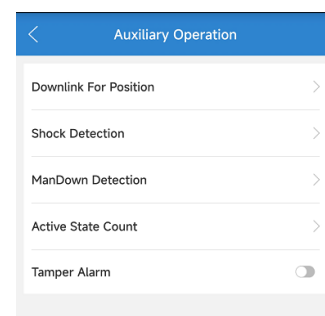 Auxiliary Operation
Downlink For Position
Shock Detection
ManDown Detection
Active State Count
Tamper Alarm